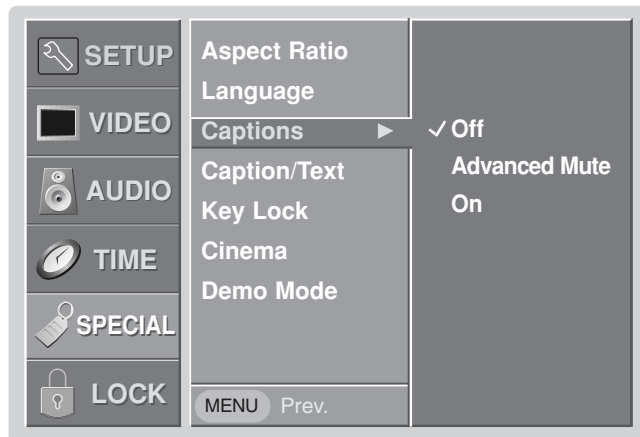 SETUP
VIDEO
AUDIO
TIME
SPECIAL
LOCK
Aspect Ratio
Language
Captions
Caption/Text
Key Lock
Cinema
Demo Mode
MENU Prev.
Off
Advanced Mute
On